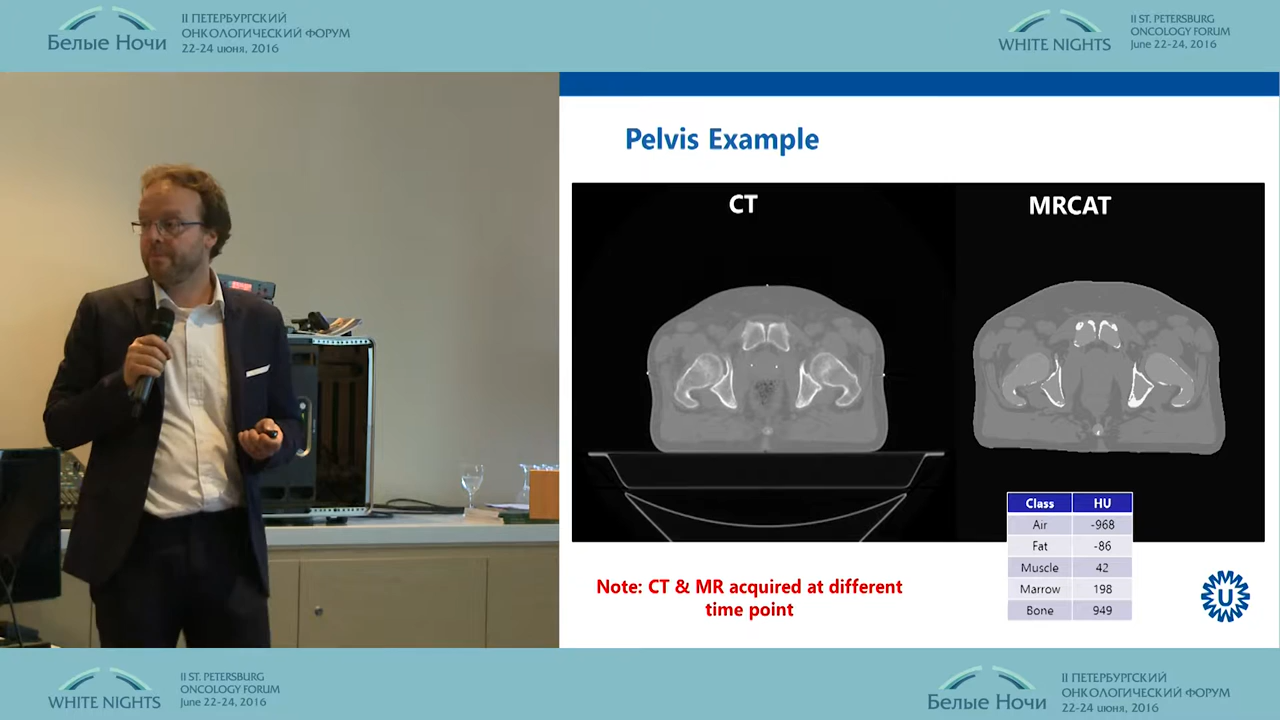 II ПЕТЕРБУРГСКИЙ
ОНКОЛОГИЧЕСКИЙ ФОРУМ
Белые Ночи
22-24 июня, 2016
II ST. PETERSBURG
ONCOLOGY FORUM
WHITE NIGHTS
June 22-24, 2016
Pelvis Example
CT
MRCAT
Class HU
Air -968
Fat -86
Muscle 42
Marrow 198
Bone 949
Note: CT & MR acquired at different
time point
U
II ST. PETERSBURG
ONCOLOGY FORUM
WHITE NIGHTS
June 22-24, 2016
II ПЕТЕРБУРГСКИЙ
ОНКОЛОГИЧЕСКИЙ ФОРУМ
Белые Ночи
22-24 июня, 2016